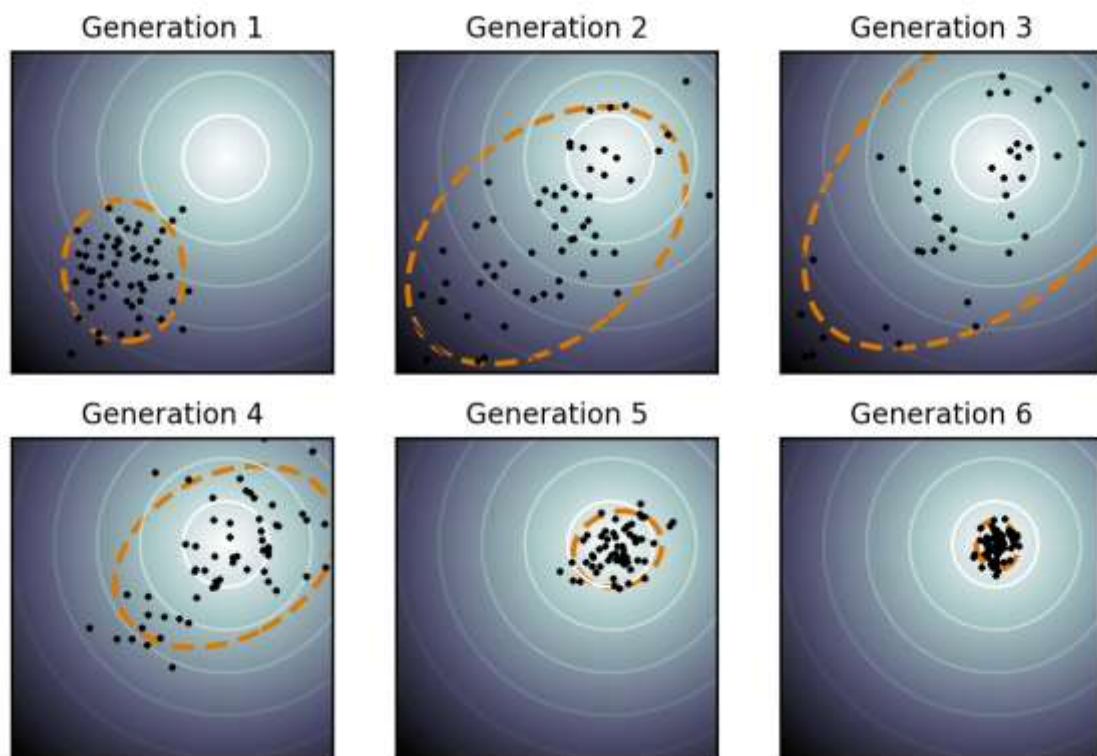 Generation 1
Generation 2
Generation 3
Generation 4
Generation 5
Generation 6